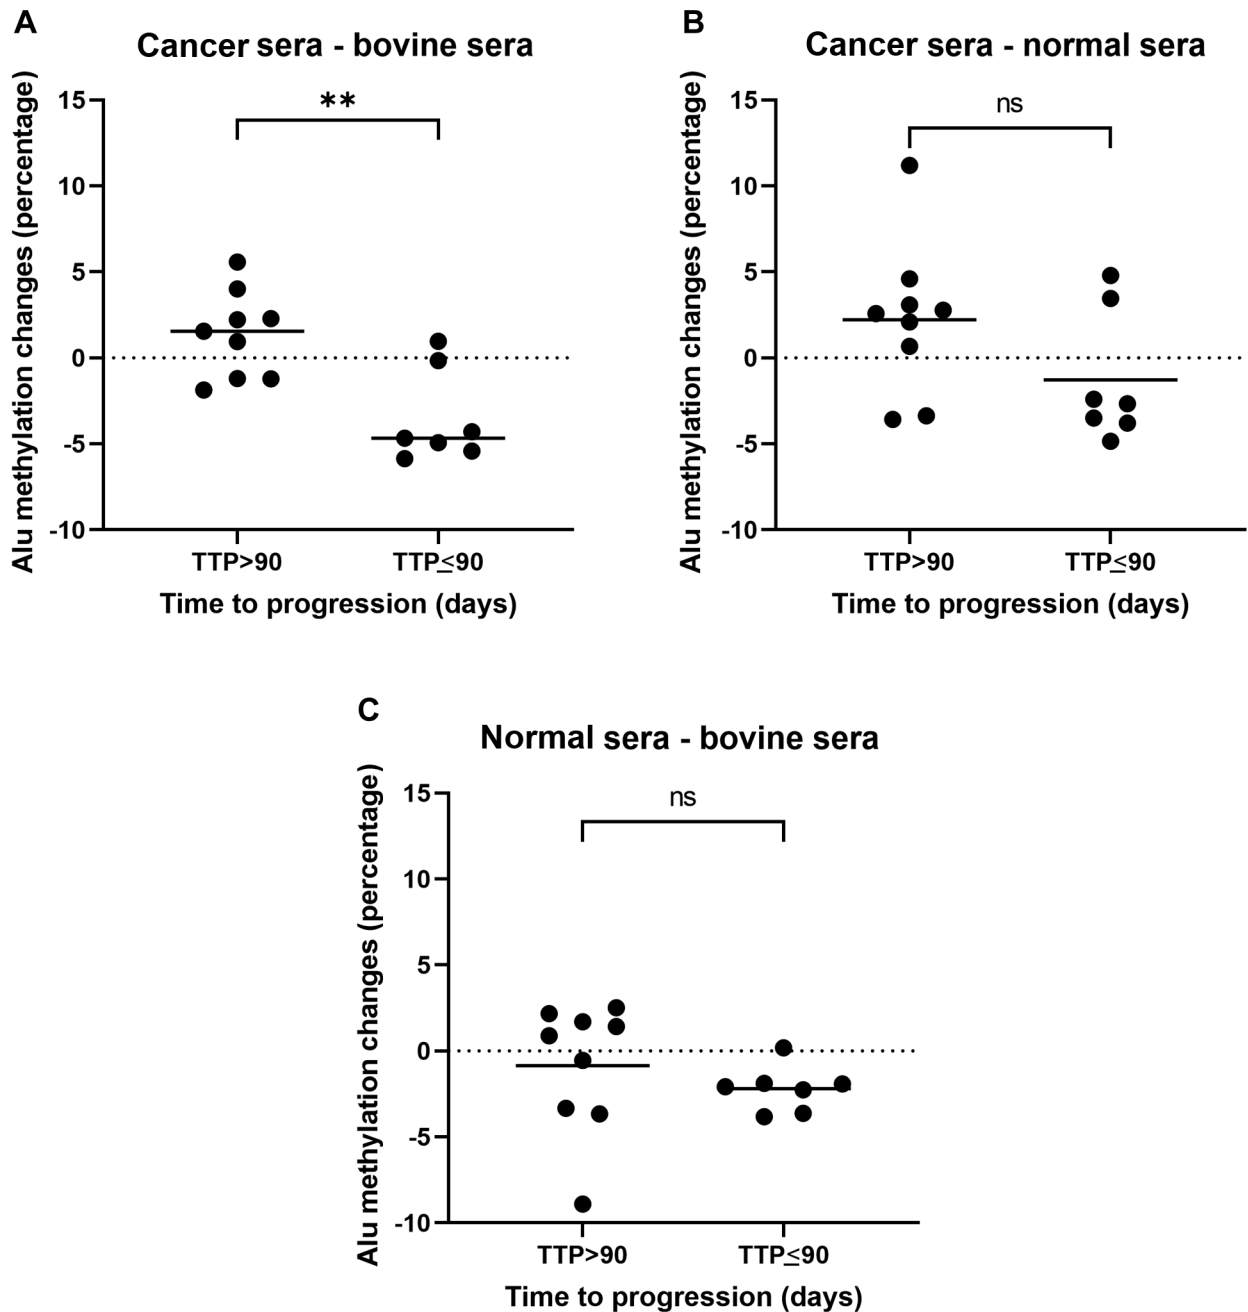 A
Cancer sera - bovine sera
Alu methylation changes (percentage)
15
10
5
0
-5
-10
**
TTP>90
TTP≤90
Time to progression (days)
B
Cancer sera - normal sera
Alu methylation changes (percentage)
15
10
5
0
-5
-10
ns
TTP>90
TTP≤90
Time to progression (days)
C
Normal sera - bovine sera
Alu methylation changes (percentage)
15
10
5
0
-5
-10
ns
TTP>90
TTP≤90
Time to progression (days)